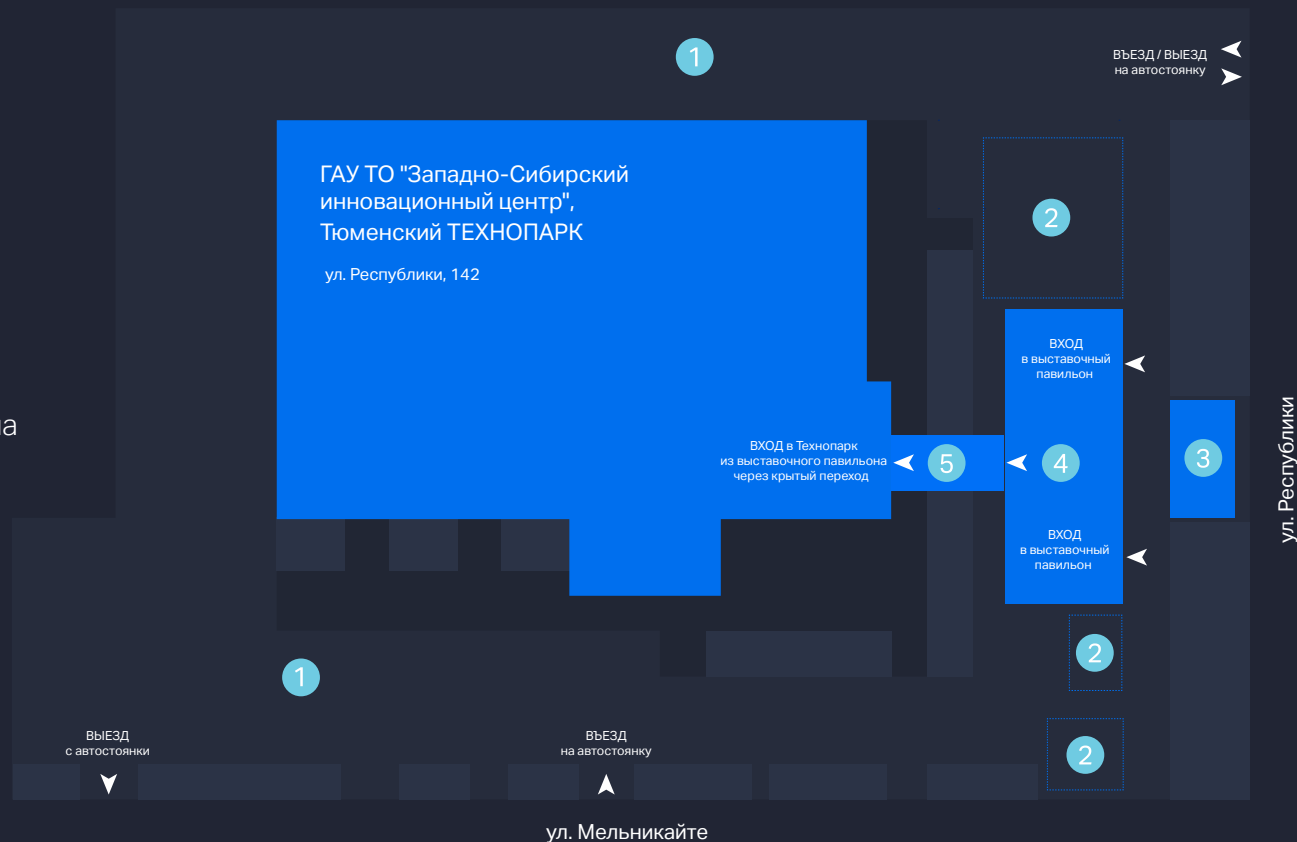 1
ВЪЕЗД / ВЫЕЗД
на автостоянку
ГАУ ТО "Западно-Сибирский
инновационный центр",
Тюменский ТЕХНОПАРК
ул. Республики, 142
2
ВХОД
в выставочный
павильон
ВХОД в Технопарк
из выставочного павильона
через крытый переход
5
4
3
ул. Республики
ВХОД
в выставочный
павильон
2
1
2
ВЫЕЗД
с автостоянки
ВЪЕЗД
на автостоянку
ул. Мельникайте